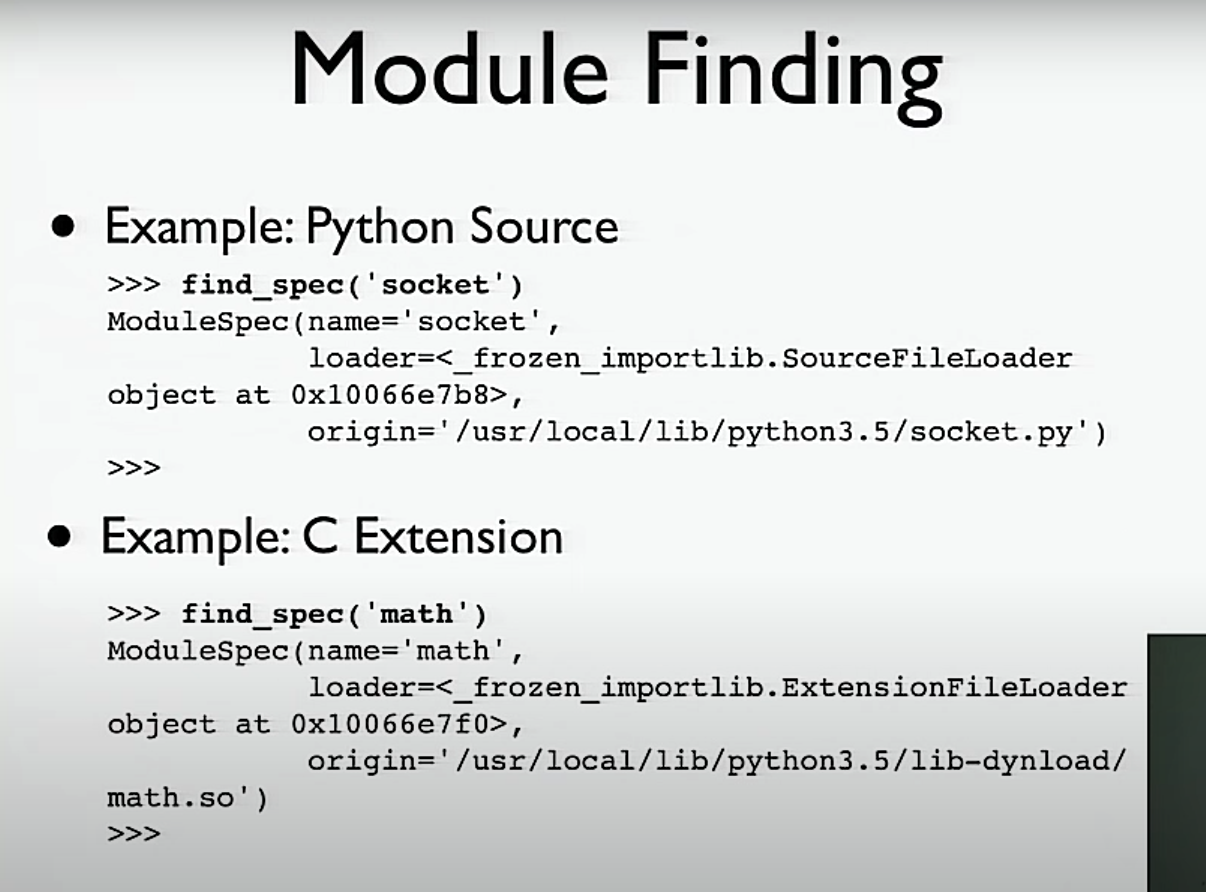 Module Finding
• Example: Python Source
>>> find_spec('socket')
ModuleSpec(name='socket',
           loader=<_frozen_importlib.SourceFileLoader
object at 0x10066e7b8>,
           origin='/usr/local/lib/python3.5/socket.py')
>>>
• Example: C Extension
>>> find_spec('math')
ModuleSpec(name='math',
           loader=<_frozen_importlib.ExtensionFileLoader
object at 0x10066e7f0>,
           origin='/usr/local/lib/python3.5/lib-dynload/
math.so')
>>>